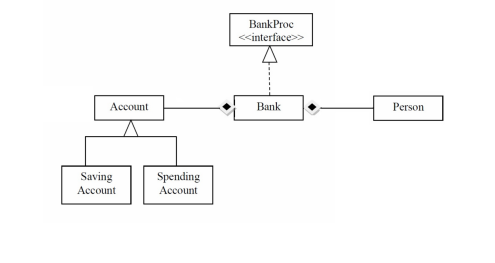 BankProc
<<interface>>
Account
Bank
Person
Saving
Account
Spending
Account